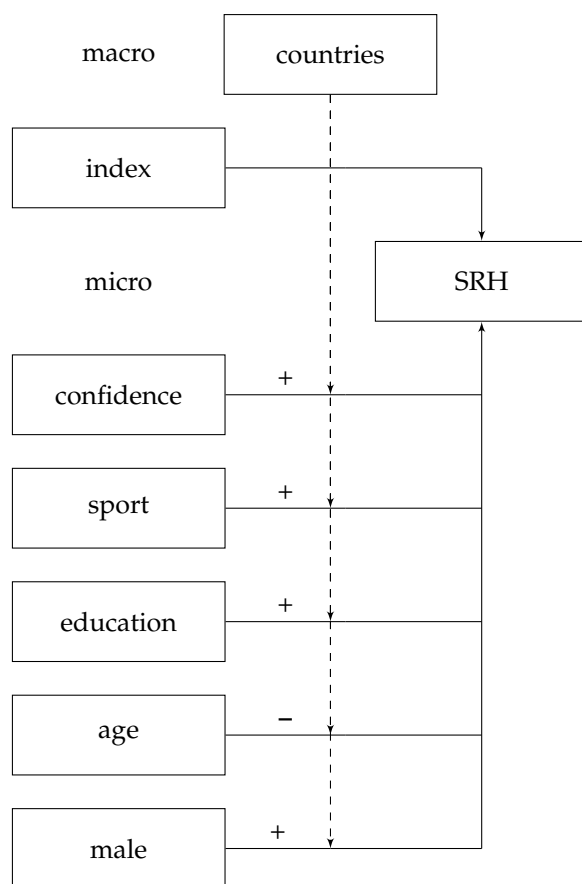 macro
countries
index
micro
SRH
confidence
+
sport
+
education
+
age
−
male
+